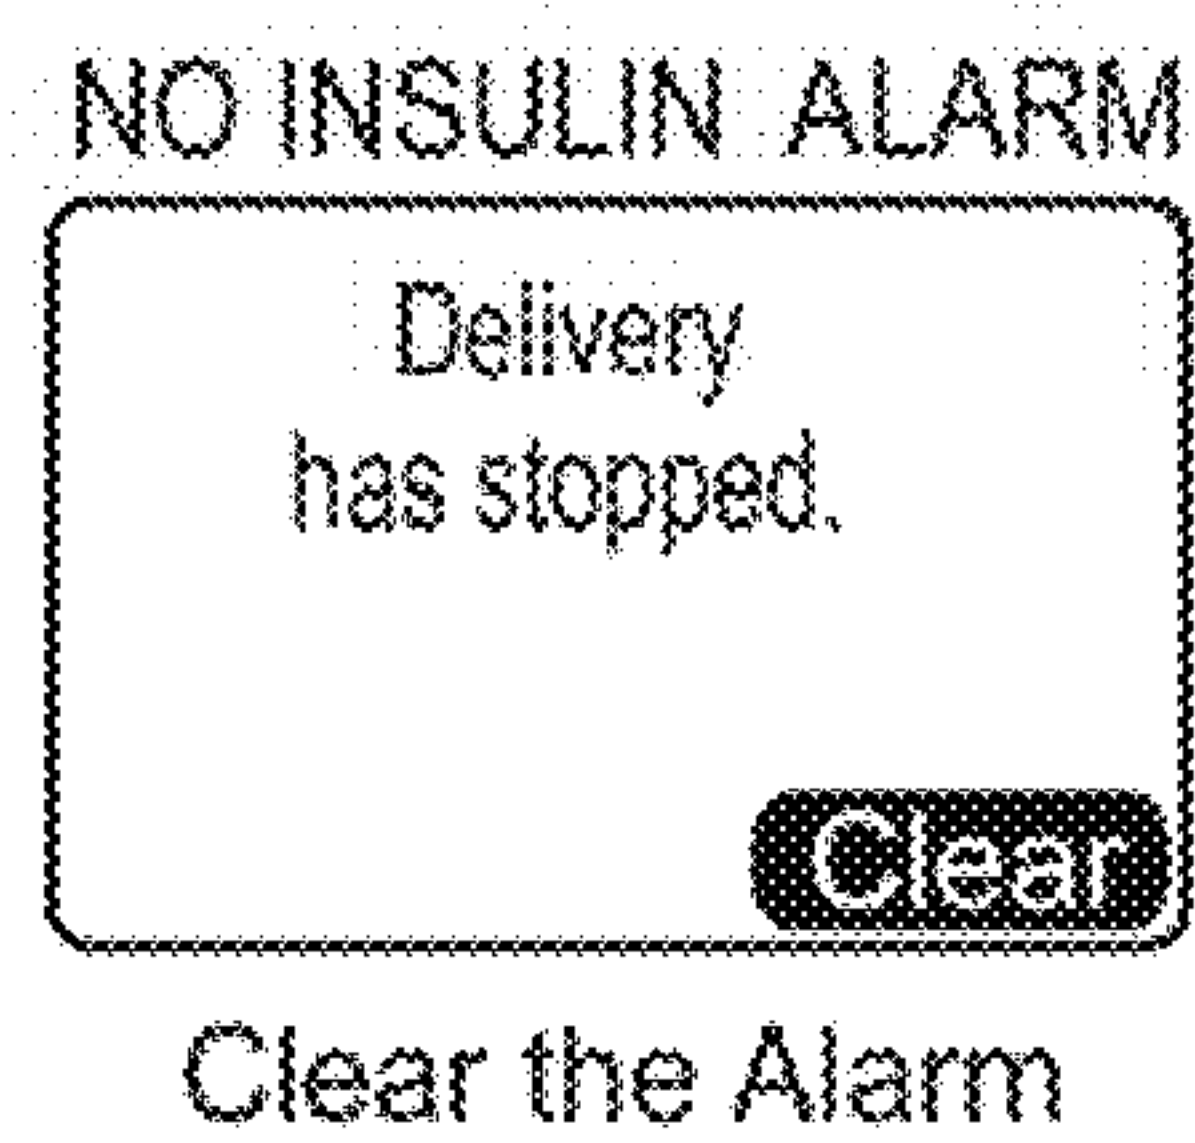 NO INSULIN ALARM
Delivery
has stopped.
Clear
Clear the Alarm